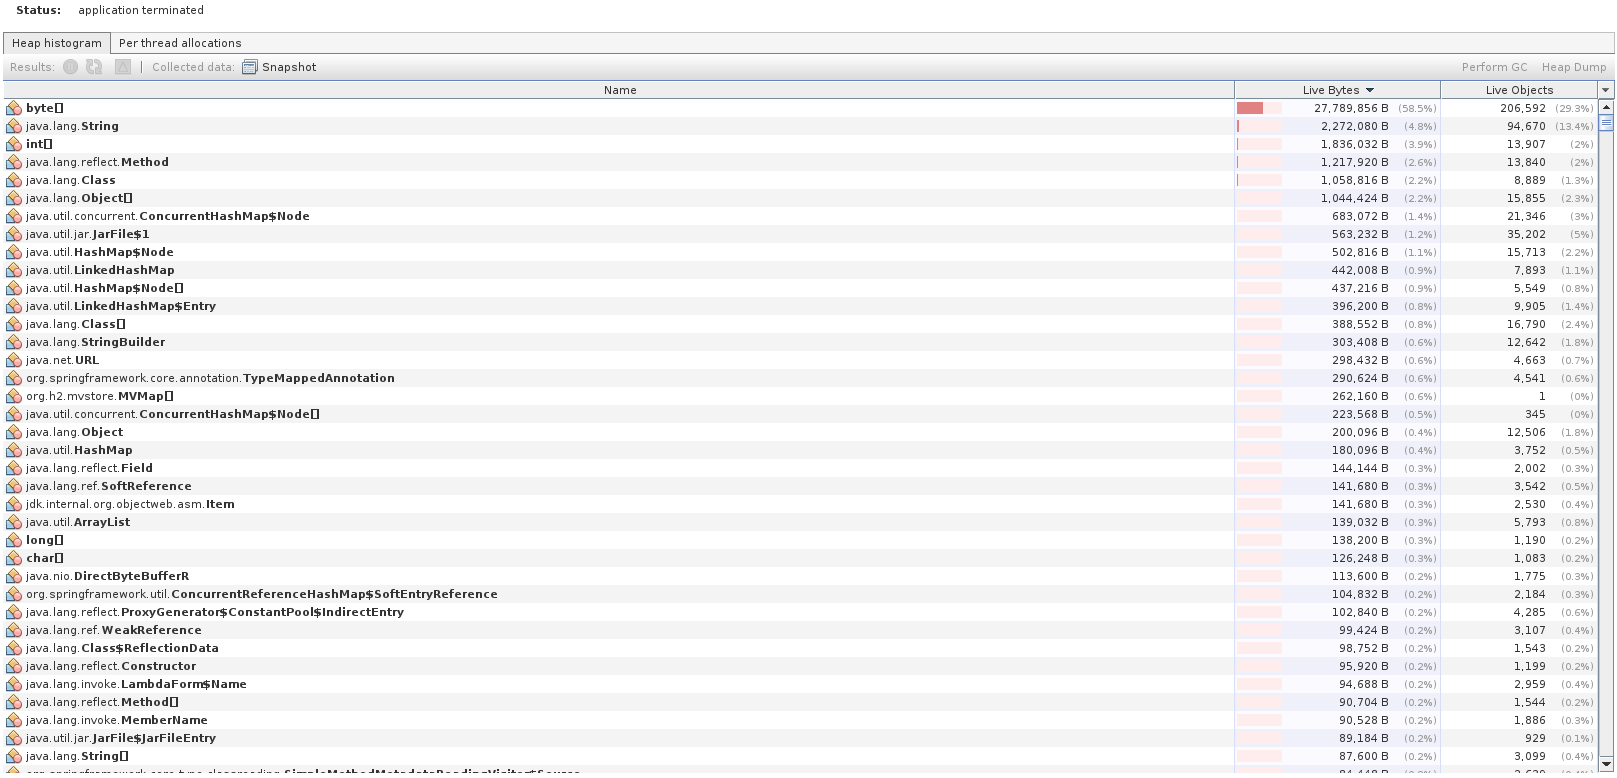 Status: application terminated
Heap histogram Per thread allocations
Results: Collected data: Snapshot Perform GC Heap Dump
Name Live Bytes Live Objects
byte[] 27,789,856 B (58.5%) 206,592 (29.3%)
java.lang.String 2,272,080 B (4.8%) 94,670 (13.4%)
int[] 1,836,032 B (3.9%) 13,907 (2%)
java.lang.reflect.Method 1,217,920 B (2.6%) 13,840 (2%)
java.lang.Class 1,058,816 B (2.2%) 8,889 (1.3%)
java.lang.Object[] 1,044,424 B (2.2%) 15,855 (2.3%)
java.util.concurrent.ConcurrentHashMap$Node 683,072 B (1.4%) 21,346 (3%)
java.util.jar.JarFile$1 563,232 B (1.2%) 35,202 (5%)
java.util.HashMap$Node 502,816 B (1.1%) 15,713 (2.2%)
java.util.LinkedHashMap 442,008 B (0.9%) 7,893 (1.1%)
java.util.HashMap$Node[] 437,216 B (0.9%) 5,549 (0.8%)
java.util.LinkedHashMap$Entry 396,200 B (0.8%) 9,905 (1.4%)
java.lang.Class[] 388,552 B (0.8%) 16,790 (2.4%)
java.lang.StringBuilder 303,408 B (0.6%) 12,642 (1.8%)
java.net.URL 298,432 B (0.6%) 4,663 (0.7%)
org.springframework.core.annotation.TypeMappedAnnotation 290,624 B (0.6%) 4,541 (0.6%)
org.h2.mvstore.MVMap[] 262,160 B (0.6%) 1 (0%)
java.util.concurrent.ConcurrentHashMap$Node[] 223,568 B (0.5%) 345 (0%)
java.lang.Object 200,096 B (0.4%) 12,506 (1.8%)
java.util.HashMap 180,096 B (0.4%) 3,752 (0.5%)
java.lang.reflect.Field 144,144 B (0.3%) 2,002 (0.3%)
java.lang.ref.SoftReference 141,680 B (0.3%) 3,542 (0.5%)
jdk.internal.org.objectweb.asm.Item 141,680 B (0.3%) 2,530 (0.4%)
java.util.ArrayList 139,032 B (0.3%) 5,793 (0.8%)
long[] 138,200 B (0.3%) 1,190 (0.2%)
char[] 126,248 B (0.3%) 1,083 (0.2%)
java.nio.DirectByteBufferR 113,600 B (0.2%) 1,775 (0.3%)
org.springframework.util.ConcurrentReferenceHashMap$SoftEntryReference 104,832 B (0.2%) 2,184 (0.3%)
java.lang.reflect.ProxyGenerator$ConstantPool$IndirectEntry 102,840 B (0.2%) 4,285 (0.6%)
java.lang.ref.WeakReference 99,424 B (0.2%) 3,107 (0.4%)
java.lang.Class$ReflectionData 98,752 B (0.2%) 1,543 (0.2%)
java.lang.reflect.Constructor 95,920 B (0.2%) 1,199 (0.2%)
java.lang.invoke.LambdaForm$Name 94,688 B (0.2%) 2,959 (0.4%)
java.lang.reflect.Method[] 90,704 B (0.2%) 1,544 (0.2%)
java.lang.invoke.MemberName 90,528 B (0.2%) 1,886 (0.3%)
java.util.jar.JarFile$JarFileEntry 89,184 B (0.2%) 929 (0.1%)
java.lang.String[] 87,600 B (0.2%) 3,099 (0.4%)